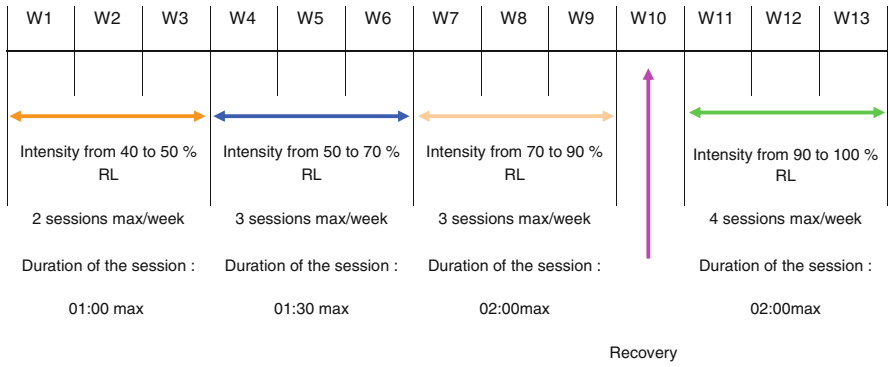 W1 W2 W3 W4 W5 W6 W7 W8 W9 W10 W11 W12 W13
Intensity from 40 to 50 %
RL
2 sessions max/week
Duration of the session :
01:00 max
Intensity from 50 to 70 %
RL
3 sessions max/week
Duration of the session :
01:30 max
Intensity from 70 to 90 %
RL
3 sessions max/week
Duration of the session :
02:00max
Recovery
Intensity from 90 to 100 %
RL
4 sessions max/week
Duration of the session :
02:00max